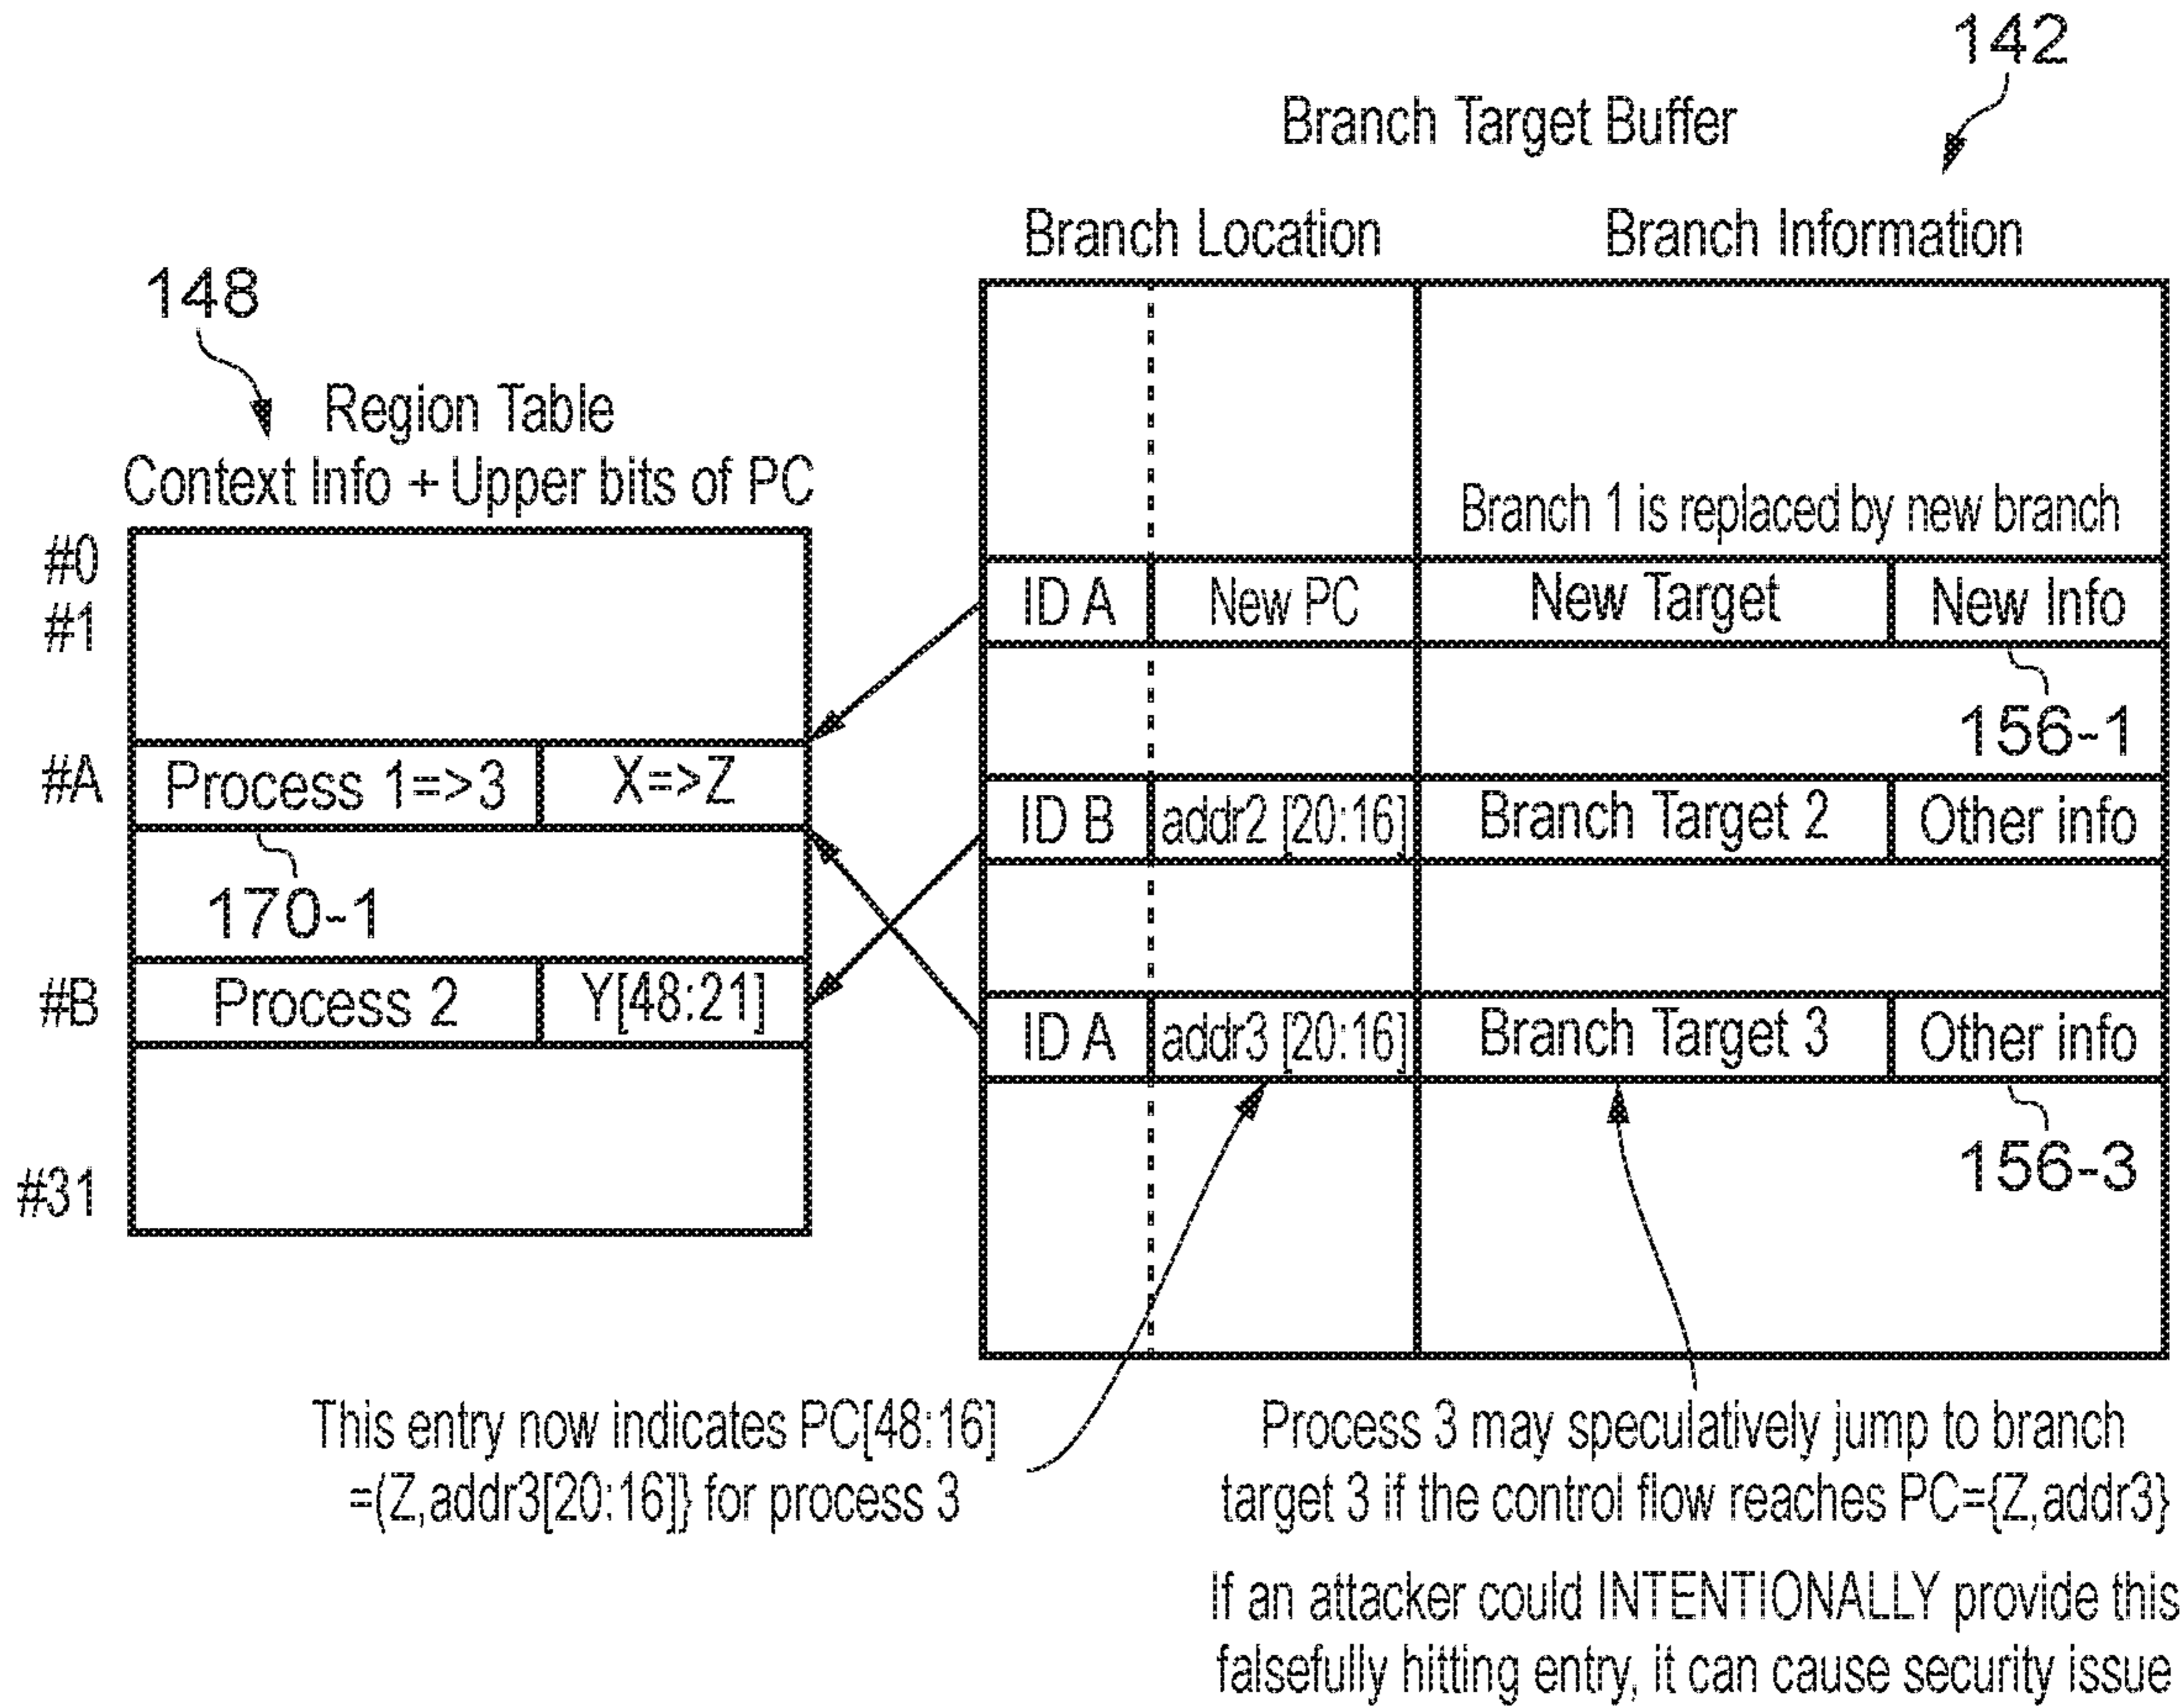 142
Branch Target Buffer
Branch Location
Branch Information
148
Region Table
Context Info + Upper bits of PC
#0
#1
#A
Process 1=>3
X=>Z
170-1
#B
Process 2
Y[48:21]
#31
Branch 1 is replaced by new branch
ID A
New PC
New Target
New Info
156-1
ID B
addr2 [20:16]
Branch Target 2
Other info
ID A
addr3 [20:16]
Branch Target 3
Other info
156-3
This entry now indicates PC[48:16]
=(Z,addr3[20:16]} for process 3
Process 3 may speculatively jump to branch
target 3 if the control flow reaches PC={Z,addr3}
If an attacker could INTENTIONALLY provide this
falsefully hitting entry, it can cause security issue